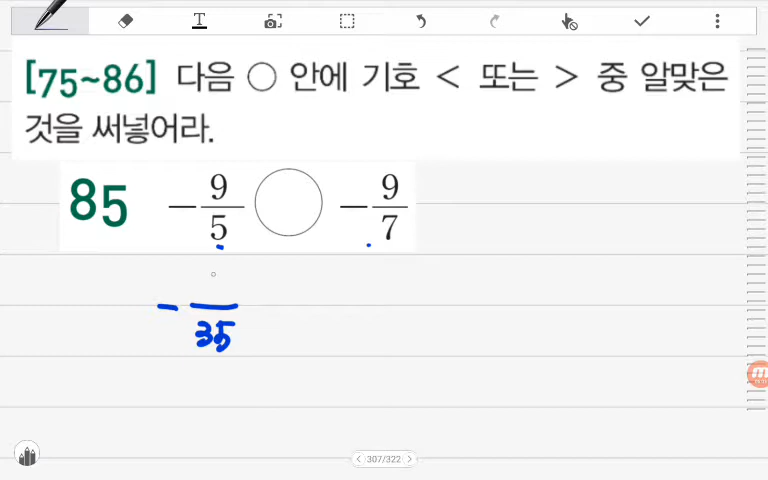 T
[75~86] 다음 ○ 안에 기호 < 또는 > 중 알맞은
것을 써넣어라.
85 -9/5 ○ -9/7
-/35
307/322